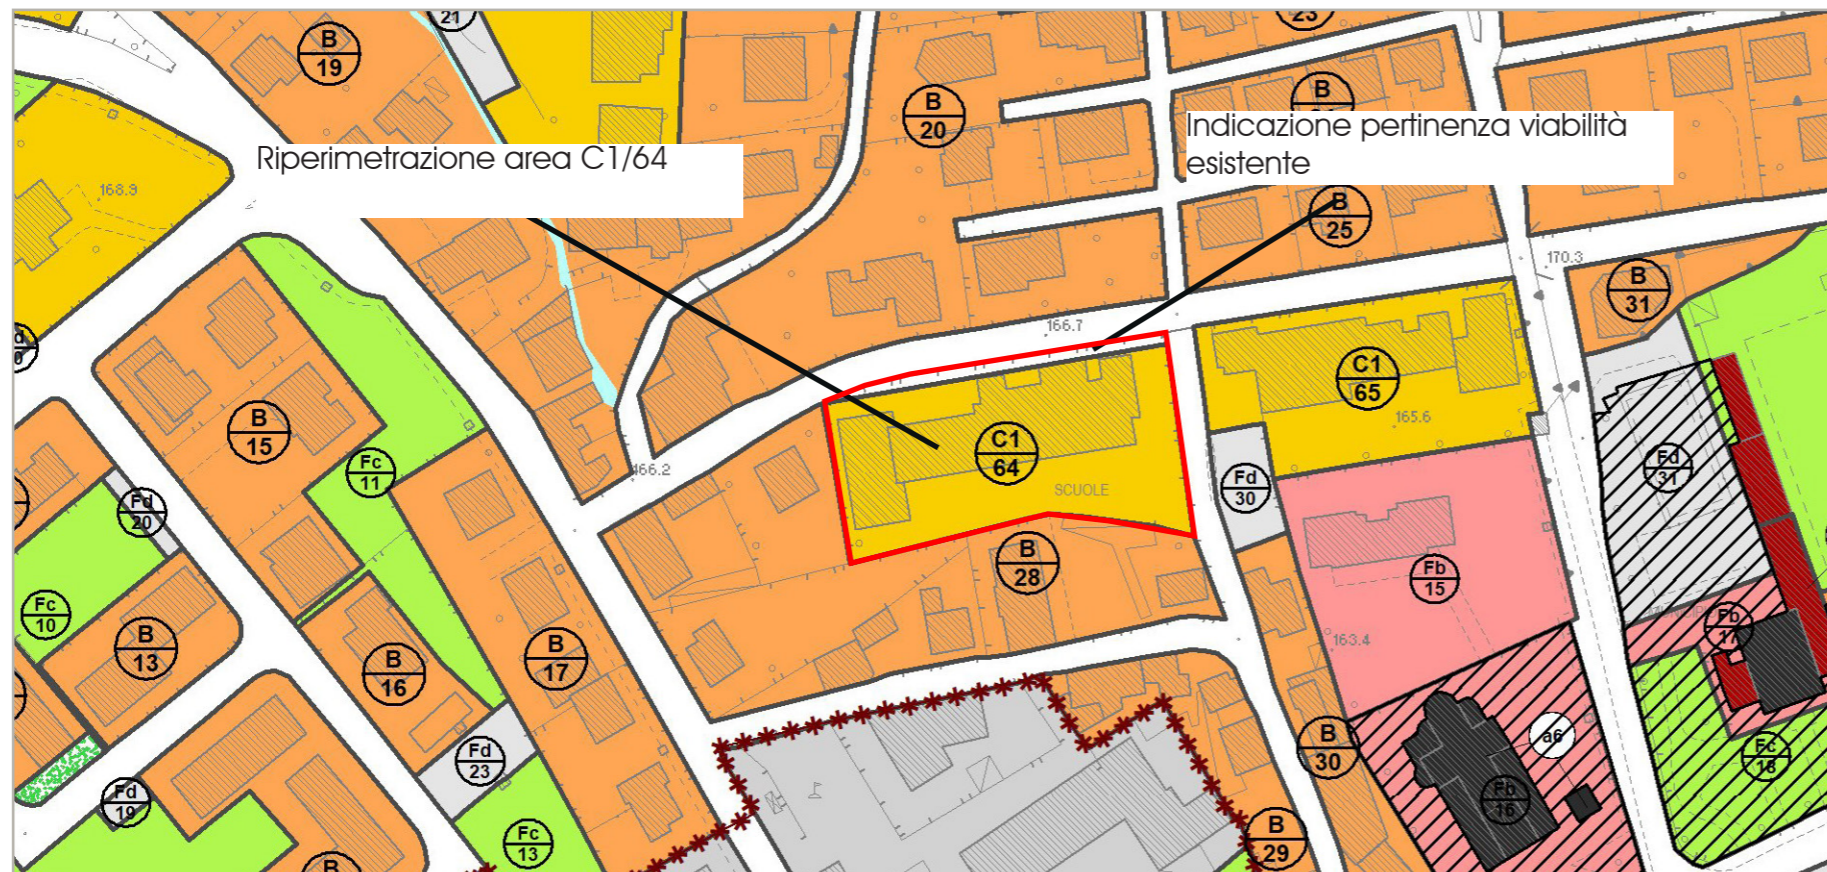 21
B
19
23
B
20
B
Indicazione pertinenza viabilità
esistente
Riperimetrazione area C1/64
168.9
B
25
170.3
B
31
166.7
C1
65
165.6
B
15
C1
64
SCUOLE
166.2
Fc
11
Fd
20
Fd
30
Fd
31
B
28
Fb
15
Fc
10
B
13
B
17
B
16
163.4
Fb
17
a6
Fc
18
B
30
Fd
23
Fd
19
Fb
16
Fc
13
B
29
B